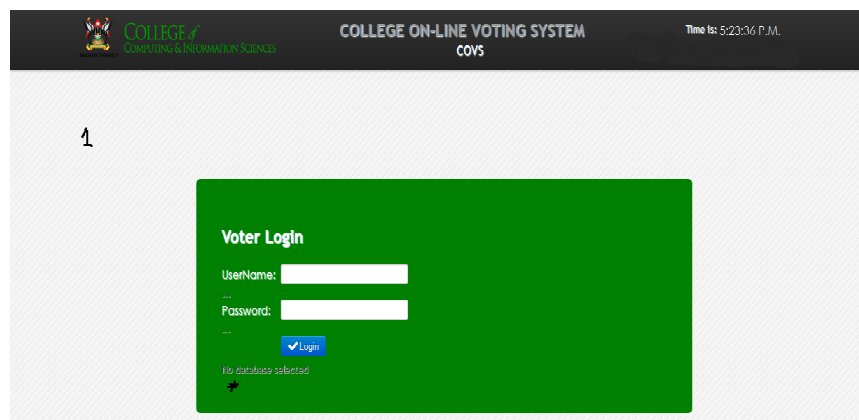 COLLEGE of
COMPUTING & INFORMATION SCIENCES
COLLEGE ON-LINE VOTING SYSTEM
COVS
Time is: 5:23:36 P.M.
1
Voter Login
UserName:
...
Password:
...
Login
No database selected